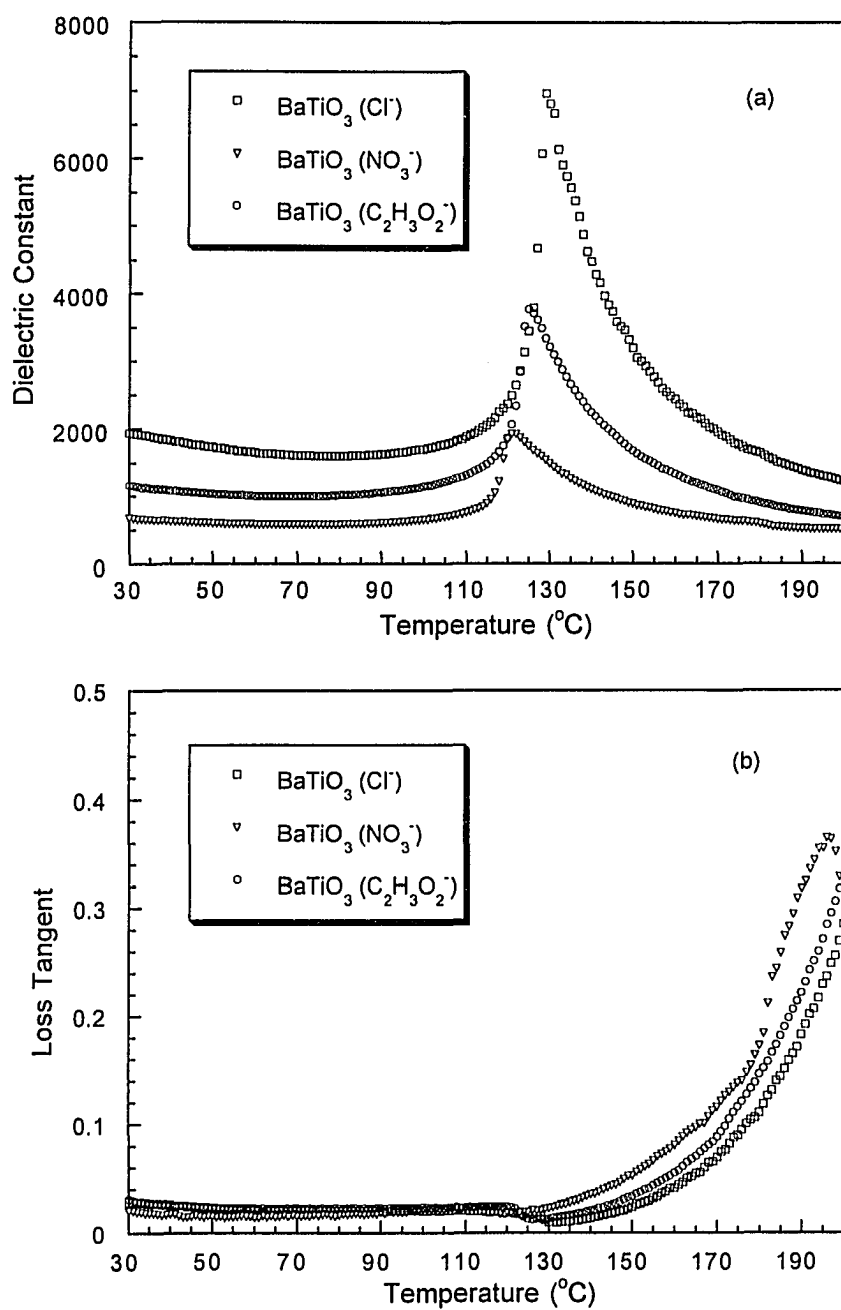 8000
6000
4000
2000
0
Dielectric Constant
BaTiO₃ (Cl⁻)
BaTiO₃ (NO₃⁻)
BaTiO₃ (C₂H₃O₂⁻)
(a)
30 50 70 90 110 130 150 170 190
Temperature (°C)
0.5
0.4
0.3
0.2
0.1
0
Loss Tangent
BaTiO₃ (Cl⁻)
BaTiO₃ (NO₃⁻)
BaTiO₃ (C₂H₃O₂⁻)
(b)
30 50 70 90 110 130 150 170 190
Temperature (°C)